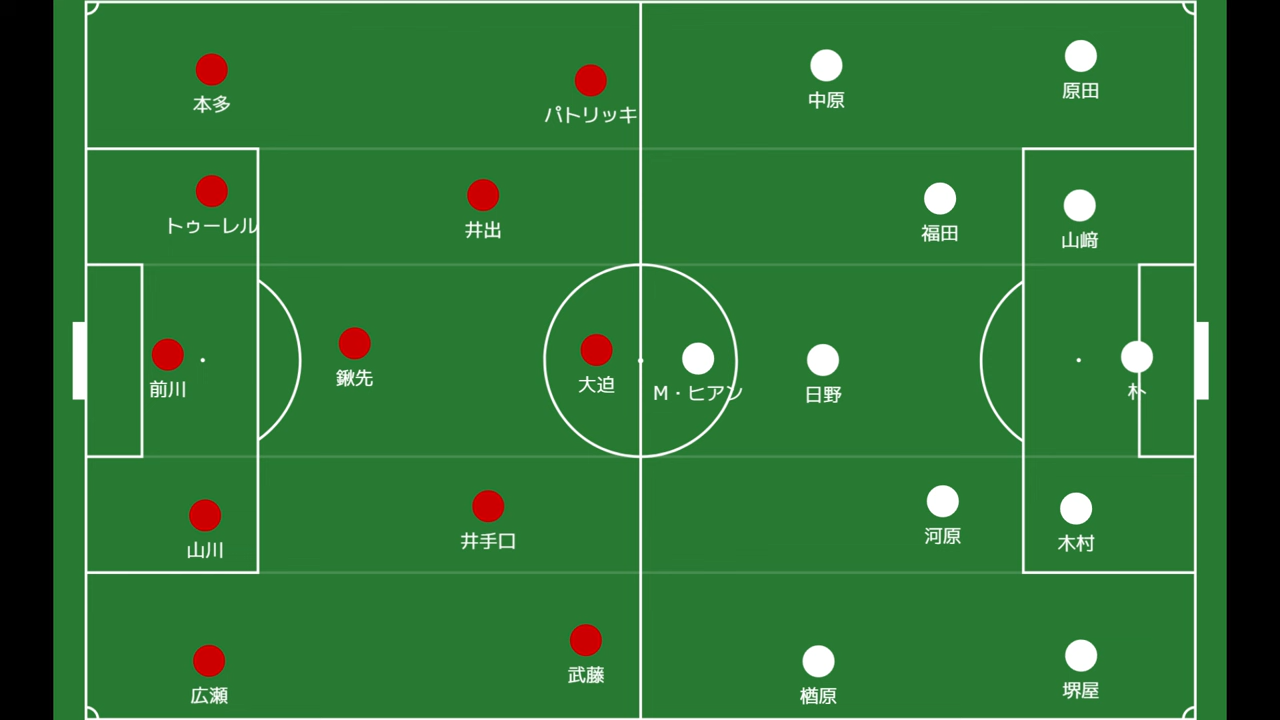 本多
パトリッキ
中原
原田
トゥーレル
井出
福田
山﨑
前川
鍬先
大迫
M・ヒアン
日野
朴
山川
井手口
河原
木村
広瀬
武藤
楢原
堺屋